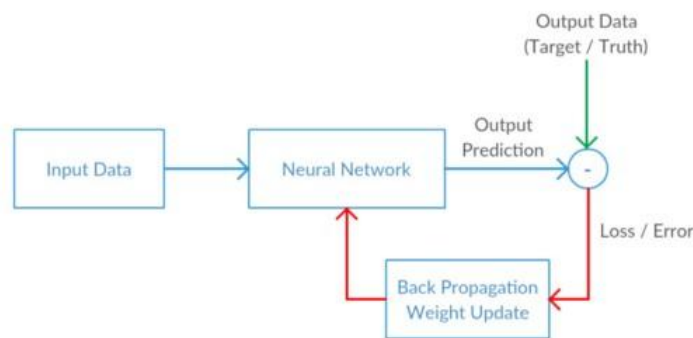 Output Data
(Target / Truth)
Input Data
Neural Network
Output
Prediction
-
Loss / Error
Back Propagation
Weight Update